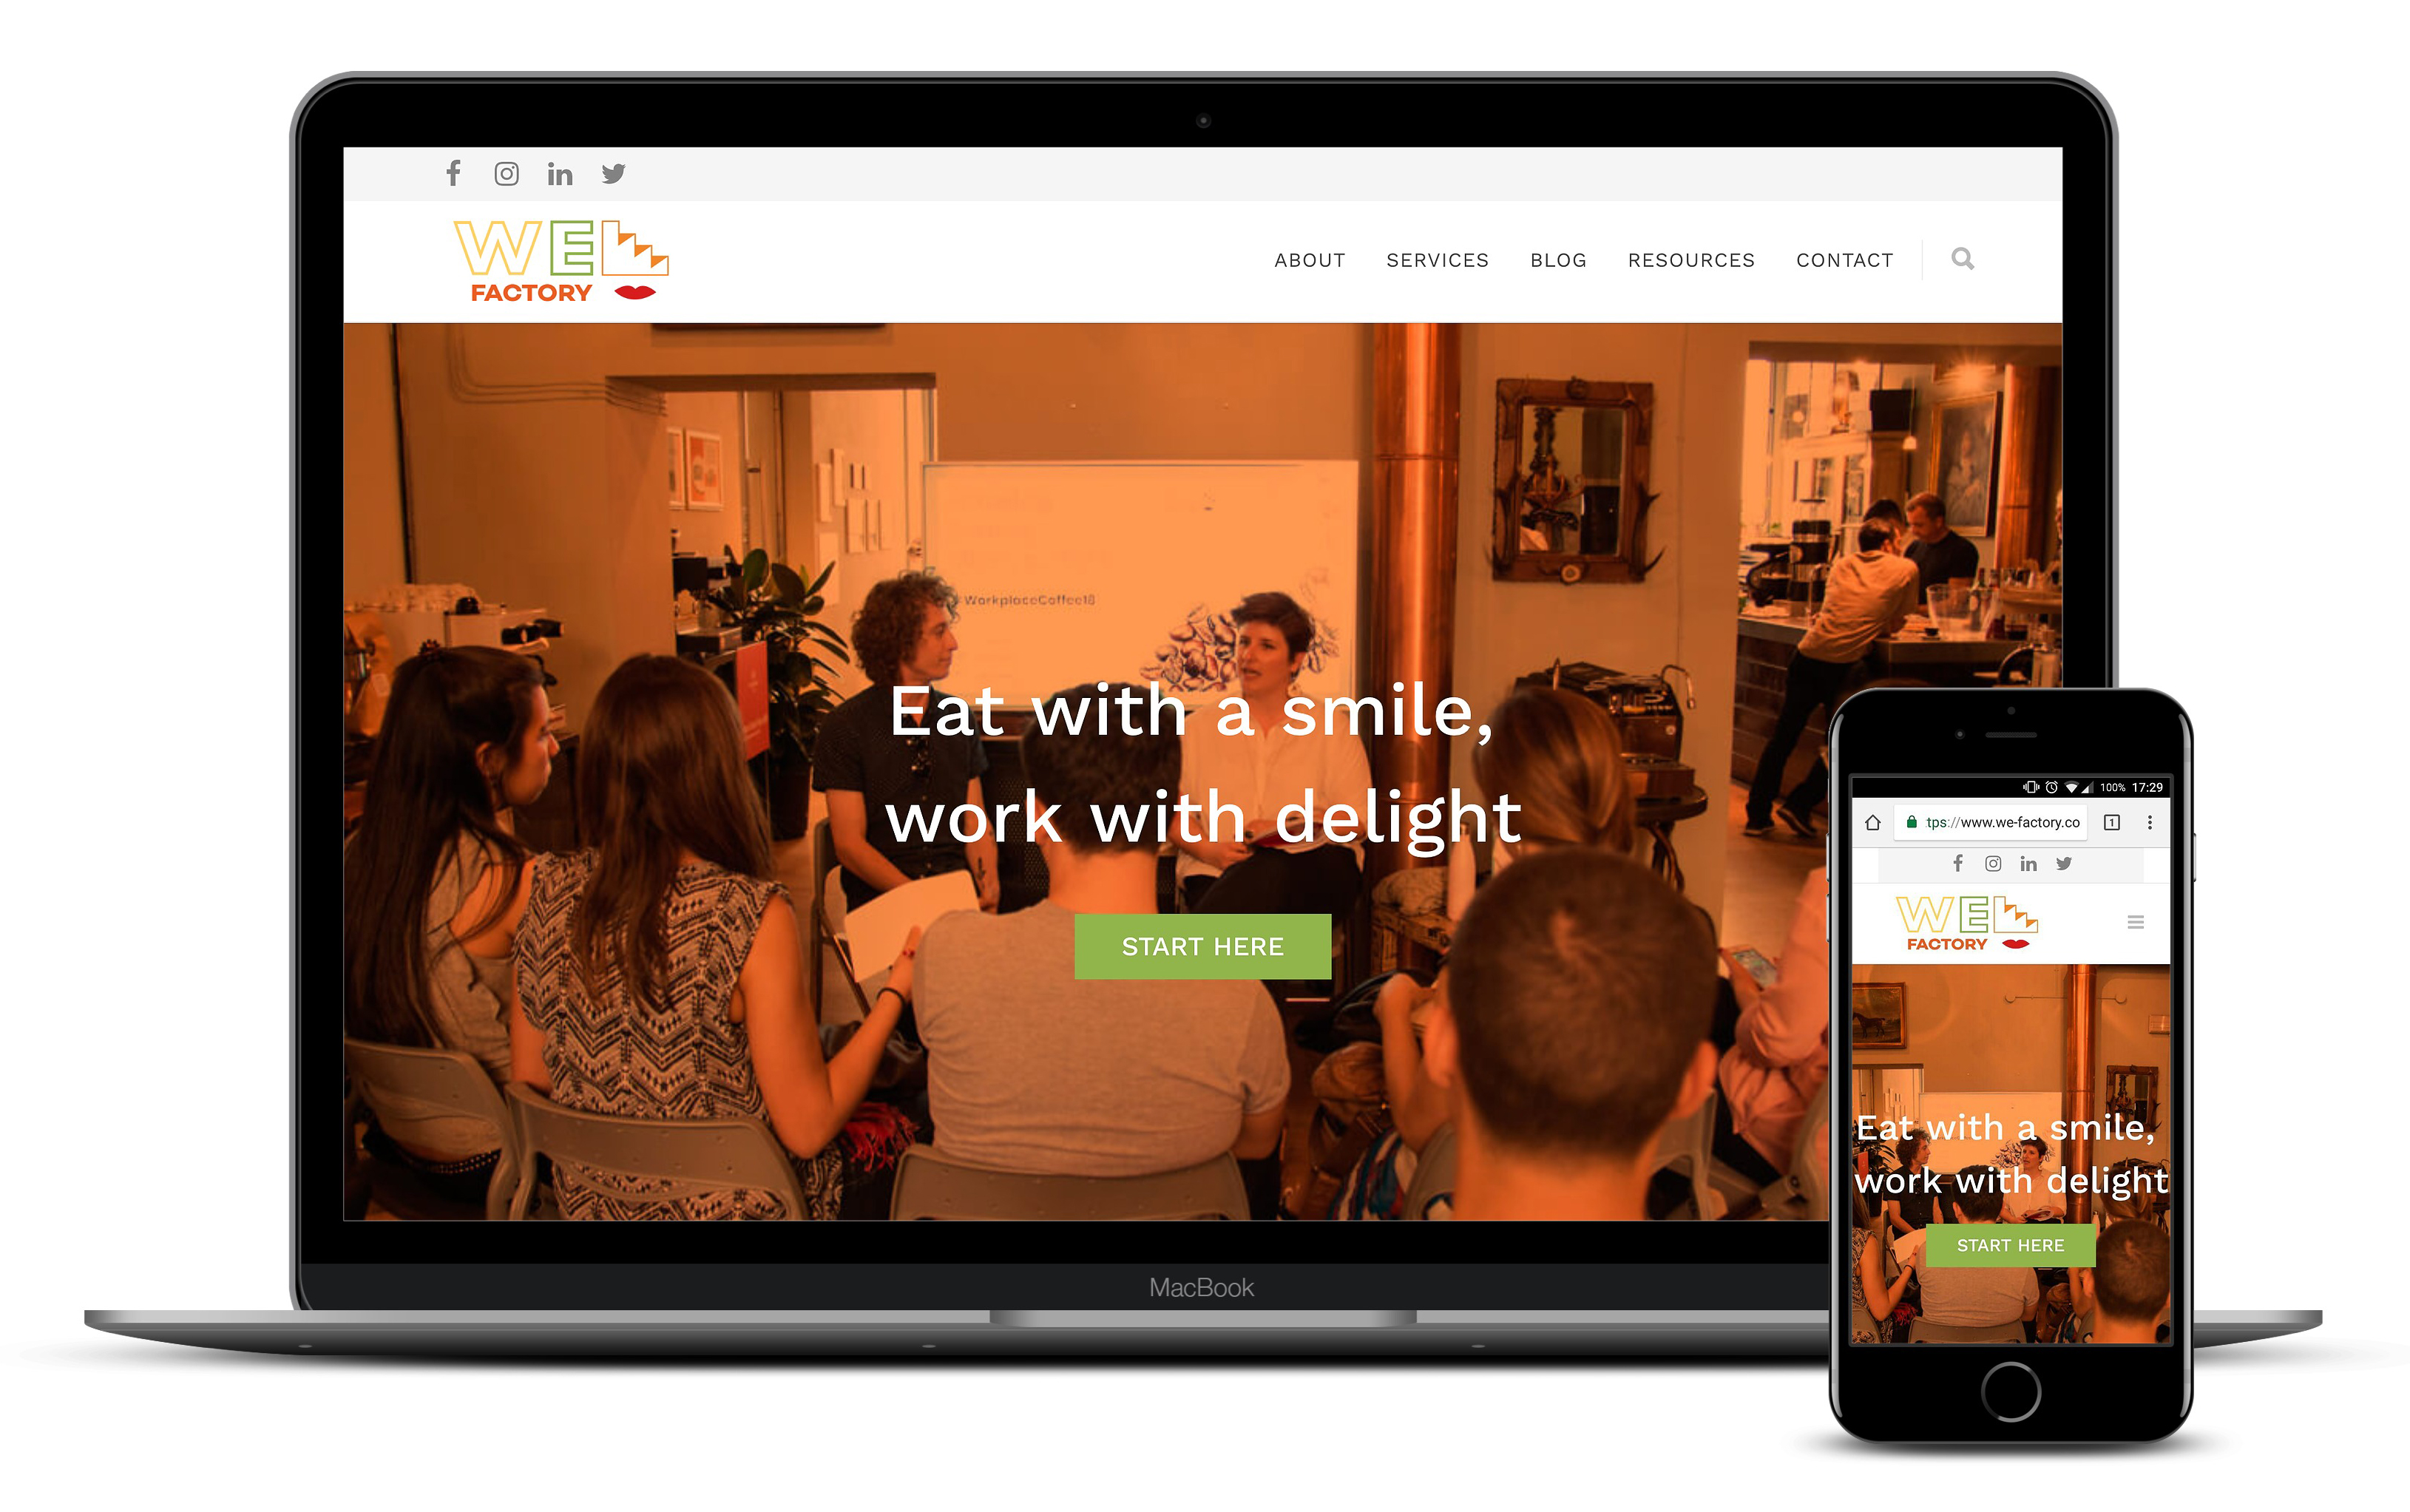 WE
FACTORY
ABOUT SERVICES BLOG RESOURCES CONTACT
WorkplaceCoffee18
Eat with a smile,
work with delight
START HERE
MacBook
100% 17:29
tps://www.we-factory.co
1
WE
FACTORY
Eat with a smile,
work with delight
START HERE